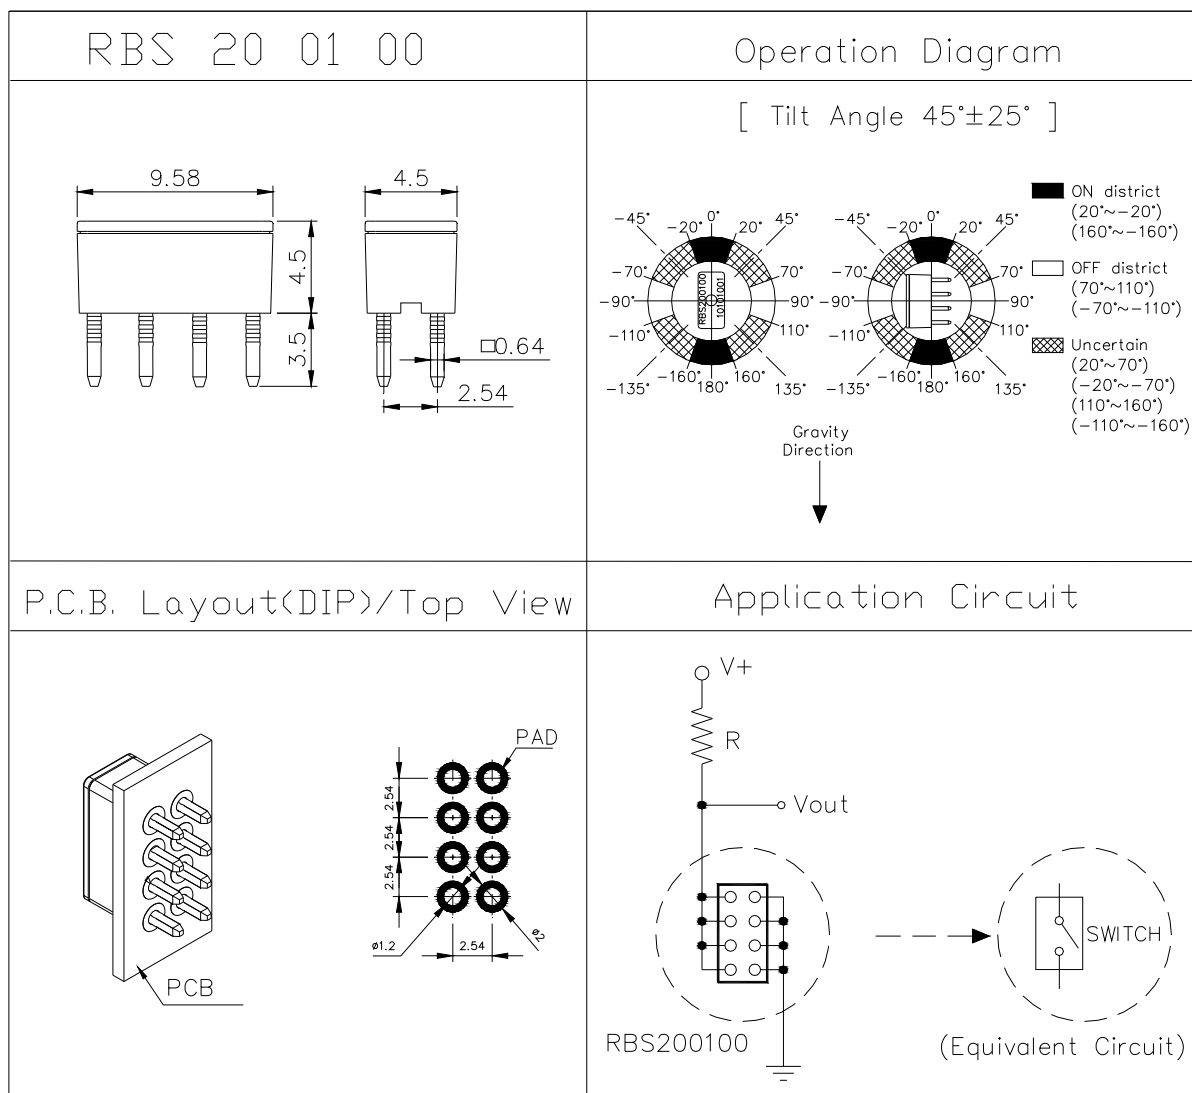 RBS 20 01 00
9.58
4.5
4.5
3.5
□0.64
2.54
Operation Diagram
[ Tilt Angle 45°±25° ]
-45°
-20°
0°
20°
45°
-70°
70°
-90°
90°
-110°
110°
-135°
-160°
180°
160°
135°
RBS200100
10101001
-45°
-20°
0°
20°
45°
-70°
70°
-90°
90°
-110°
110°
-135°
-160°
180°
160°
135°
ON district
(20°~-20°)
(160°~-160°)
OFF district
(70°~110°)
(-70°~-110°)
Uncertain
(20°~70°)
(-20°~-70°)
(110°~160°)
(-110°~-160°)
Gravity
Direction
P.C.B. Layout(DIP)/Top View
PCB
PAD
2.54
2.54
2.54
ø1.2
2.54
ø2
Application Circuit
V+
R
Vout
RBS200100
SWITCH
(Equivalent Circuit)